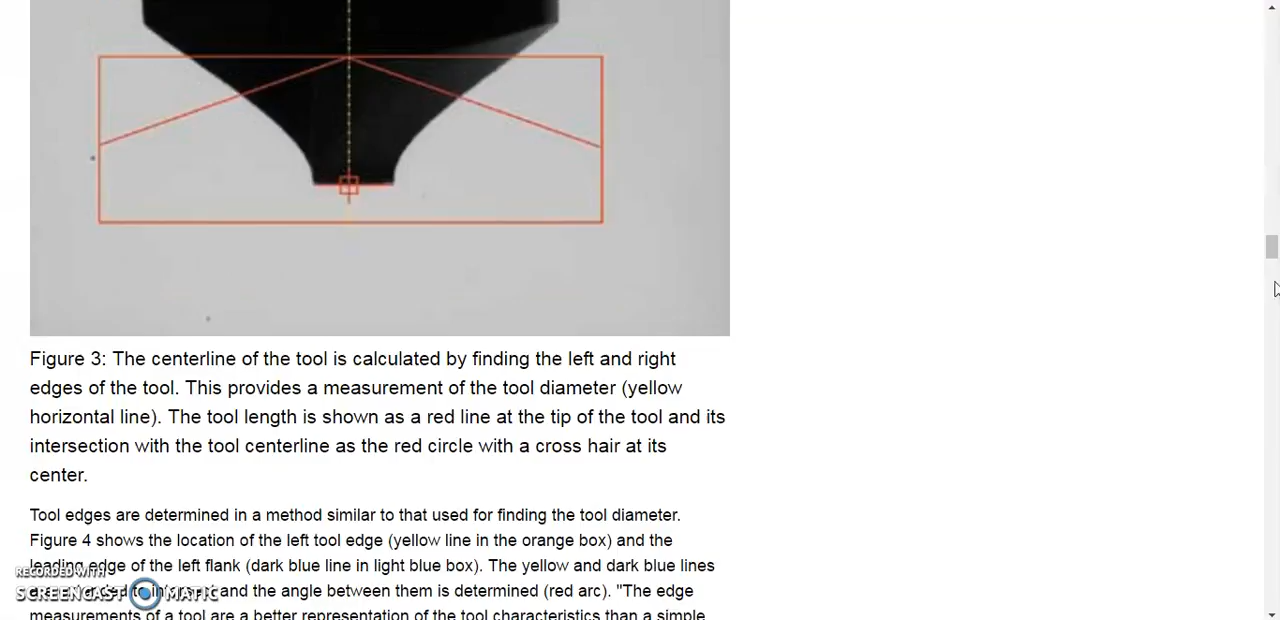 Figure 3: The centerline of the tool is calculated by finding the left and right
edges of the tool. This provides a measurement of the tool diameter (yellow
horizontal line). The tool length is shown as a red line at the tip of the tool and its
intersection with the tool centerline as the red circle with a cross hair at its
center.
Tool edges are determined in a method similar to that used for finding the tool diameter.
Figure 4 shows the location of the left tool edge (yellow line in the orange box) and the
leading edge of the left flank (dark blue line in light blue box). The yellow and dark blue lines
and the angle between them is determined (red arc). "The edge
measurements of a tool are a better representation of the tool characteristics than a simple
RECORDED WITH
SCREENCAST MATIC